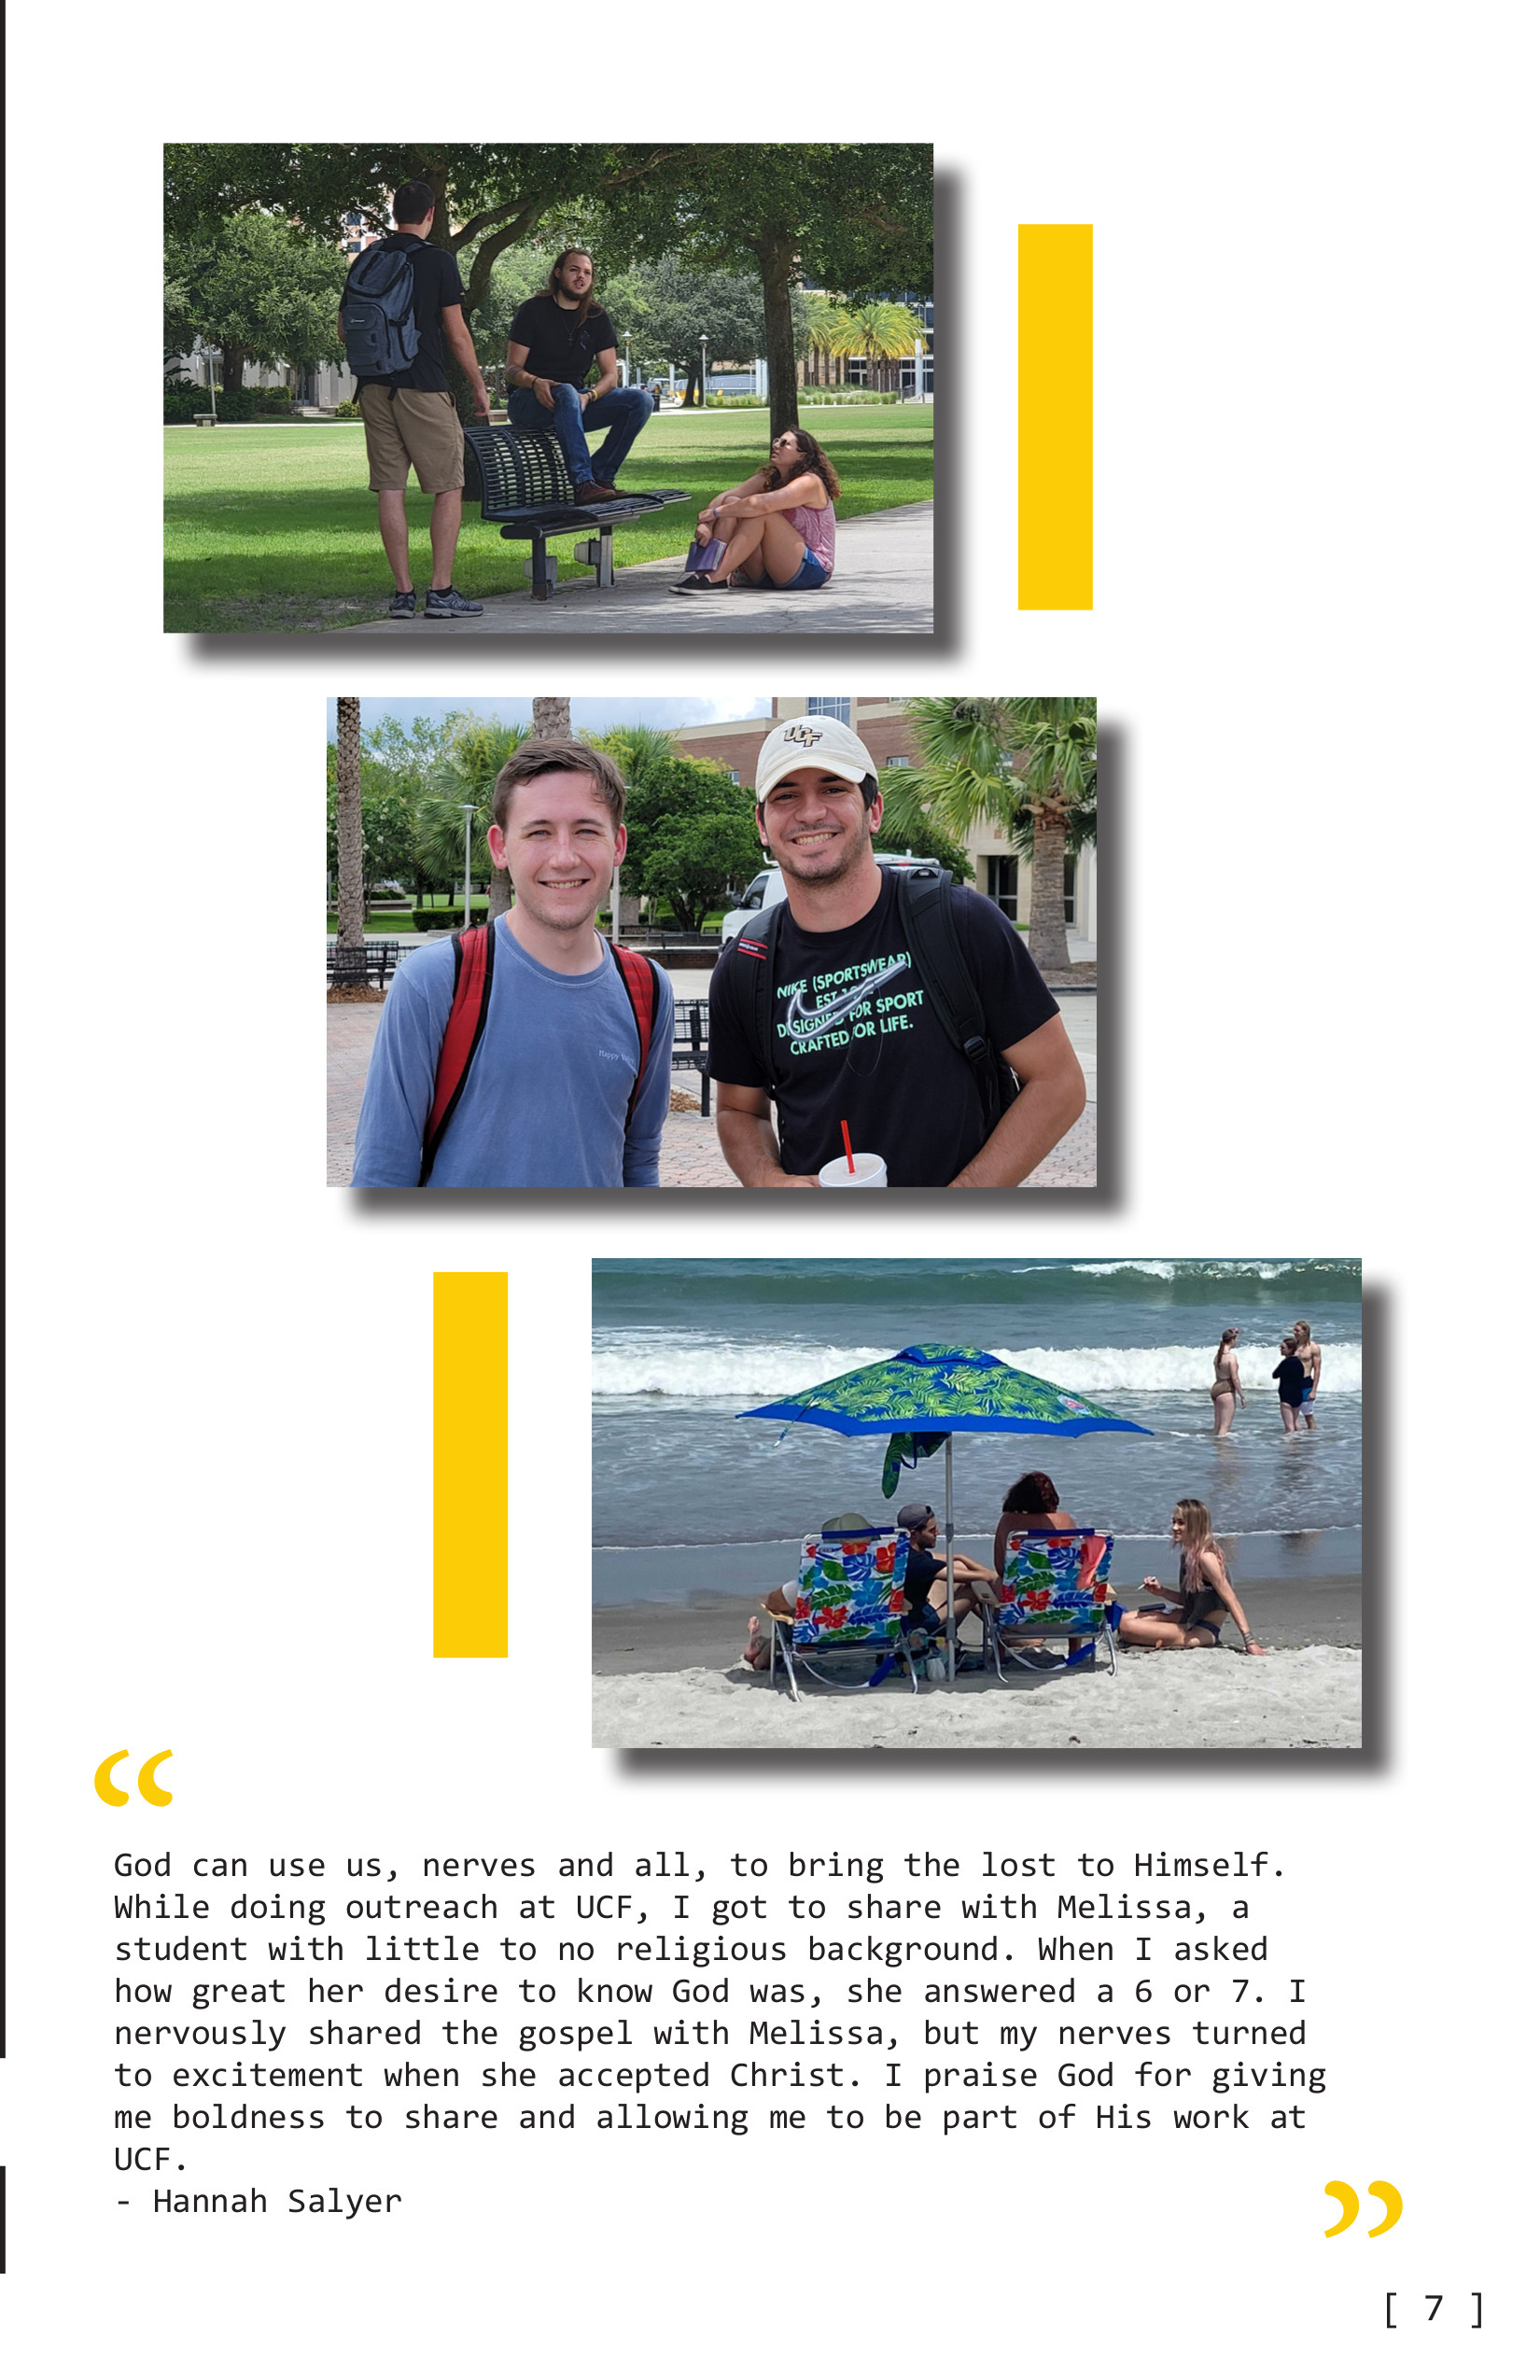 UCF
NIKE (SPORTSWEAR)
EST
DESIGNED FOR SPORT
CRAFTED FOR LIFE.
Happy
“
God can use us, nerves and all, to bring the lost to Himself.
While doing outreach at UCF, I got to share with Melissa, a
student with little to no religious background. When I asked
how great her desire to know God was, she answered a 6 or 7. I
nervously shared the gospel with Melissa, but my nerves turned
to excitement when she accepted Christ. I praise God for giving
me boldness to share and allowing me to be part of His work at
UCF.
- Hannah Salyer
”
[ 7 ]